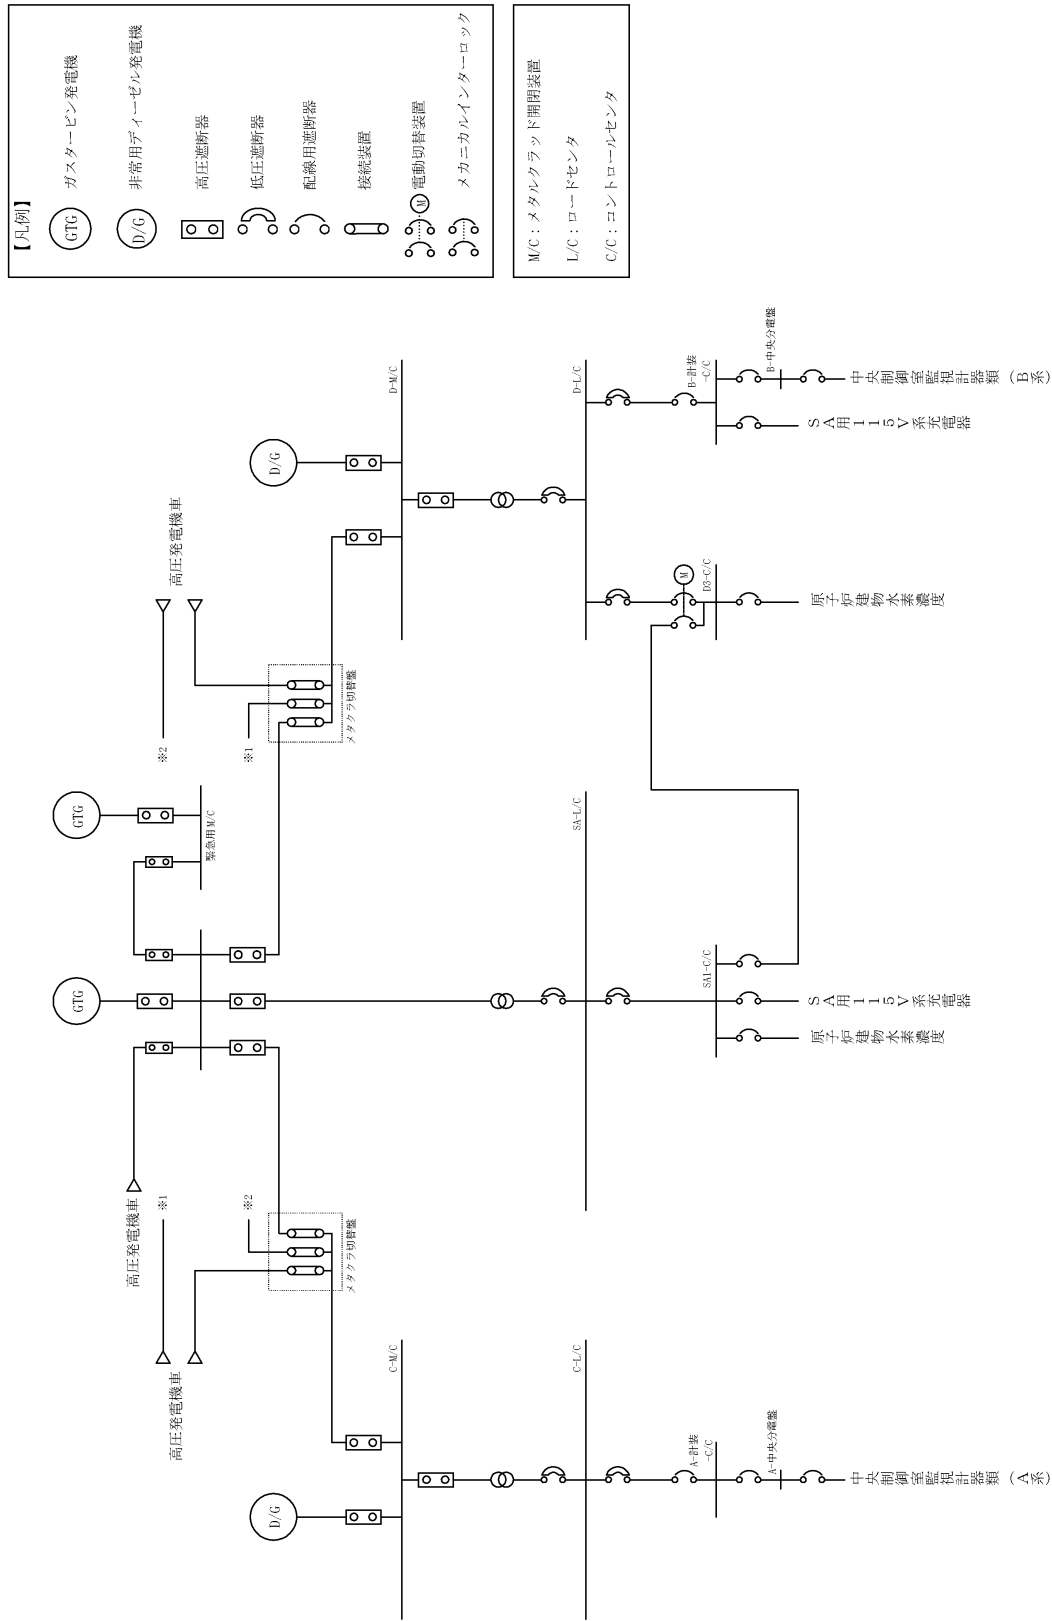 【凡例】
GTG ガスタービン発電機
D/G 非常用ディーゼル発電機
高圧遮断器
低圧遮断器
配線用遮断器
接続装置
M 電動切替装置
メカニカルインターロック
M/C：メタルクラッド開閉装置
L/C：ロードセンタ
C/C：コントロールセンタ
GTG
GTG
緊急用M/C
高圧発電機車
高圧発電機車
※1
※2
メタクラ切替盤
高圧発電機車
※2
※1
メタクラ切替盤
D/G
C-M/C
D/G
D-M/C
C-L/C
SA-L/C
D-L/C
A-計装
-C/C
A-中央分電盤
中央制御室監視計器類（A系）
SA1-C/C
原子炉建物水素濃度
SA用115V系充電器
M
D3-C/C
原子炉建物水素濃度
B-計装
-C/C
SA用115V系充電器
B-中央分電盤
中央制御室監視計器類（B系）